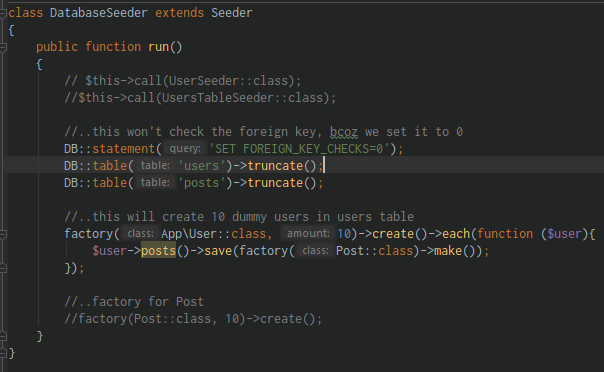 class DatabaseSeeder extends Seeder
{
public function run()
{
// $this->call(UserSeeder::class);
//$this->call(UsersTableSeeder::class);
//..this won't check the foreign key, bcoz we set it to 0
DB::statement( query: 'SET FOREIGN_KEY_CHECKS=0');
DB::table( table: 'users')->truncate();
DB::table( table: 'posts')->truncate();
//..this will create 10 dummy users in users table
factory( class: App\User::class, amount: 10)->create()->each(function ($user){
$user->posts()->save(factory( class: Post::class)->make());
});
//..factory for Post
//factory(Post::class, 10)->create();
}
}